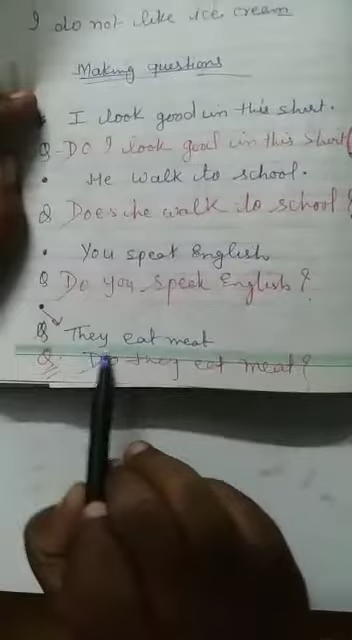 I do not like ice cream
Making questions
• I look good in this shirt.
Q - Do I look good in this shirt
• He walk to school.
Q Does he walk to school?
• You speak English
Q Do you speak English?
•
Q They eat meat
Q. Do they eat meat?